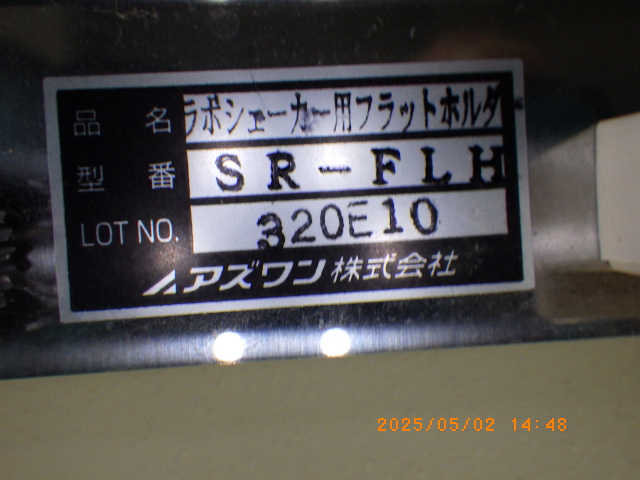 品 名 ラボシェーカー用フラットホルダ
型 番 SR-FLH
LOT NO. 320E10
アズワン株式会社
2025/05/02 14:48